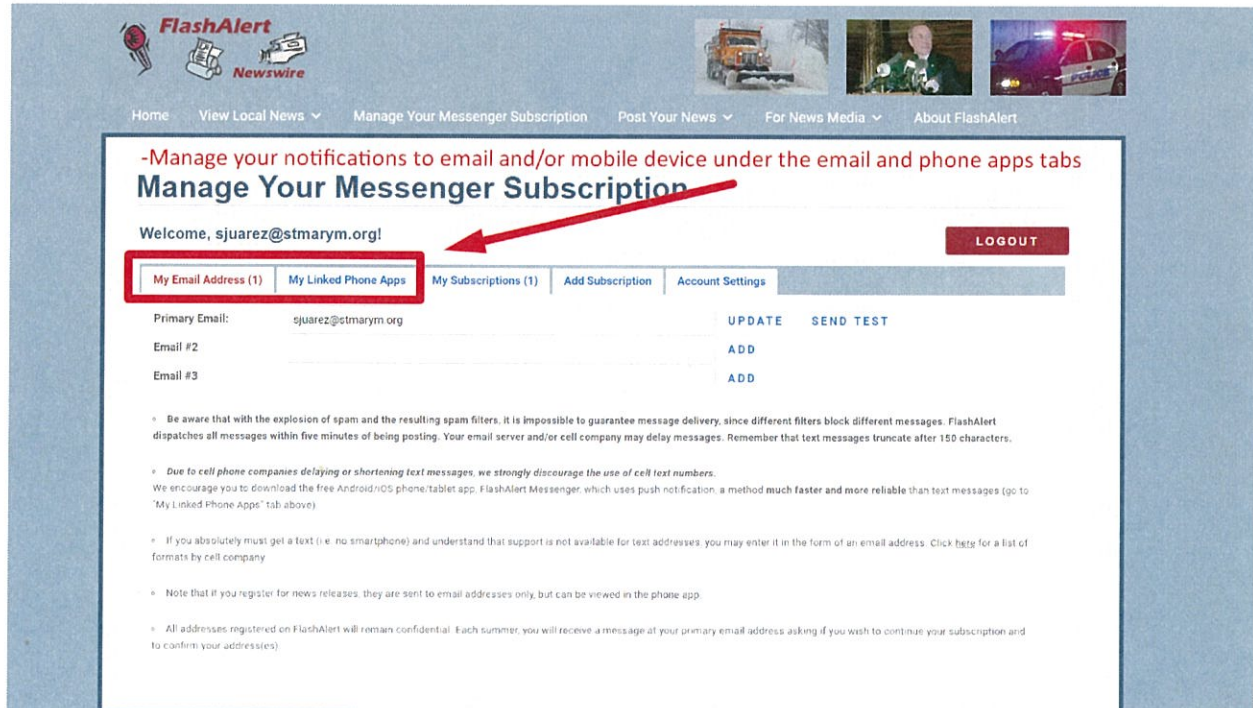 FlashAlert
Newswire
POLICE
Home View Local News Manage Your Messenger Subscription Post Your News For News Media About FlashAlert
-Manage your notifications to email and/or mobile device under the email and phone apps tabs
Manage Your Messenger Subscription
Welcome, sjuarez@stmarym.org!
LOGOUT
My Email Address (1) My Linked Phone Apps My Subscriptions (1) Add Subscription Account Settings
Primary Email: sjuarez@stmarym.org UPDATE SEND TEST
Email #2 ADD
Email #3 ADD
Be aware that with the explosion of spam and the resulting spam filters, it is impossible to guarantee message delivery, since different filters block different messages. FlashAlert
dispatches all messages within five minutes of being posting. Your email server and/or cell company may delay messages. Remember that text messages truncate after 150 characters.
Due to cell phone companies delaying or shortening text messages, we strongly discourage the use of cell text numbers.
We encourage you to download the free Android/iOS phone/tablet app, FlashAlert Messenger, which uses push notification, a method much faster and more reliable than text messages (go to
"My Linked Phone Apps" tab above)
If you absolutely must get a text (i.e. no smartphone) and understand that support is not available for text addresses, you may enter it in the form of an email address. Click here for a list of
formats by cell company
Note that if you register for news releases, they are sent to email addresses only, but can be viewed in the phone app.
All addresses registered on FlashAlert will remain confidential. Each summer, you will receive a message at your primary email address asking if you wish to continue your subscription and
to confirm your address(es)